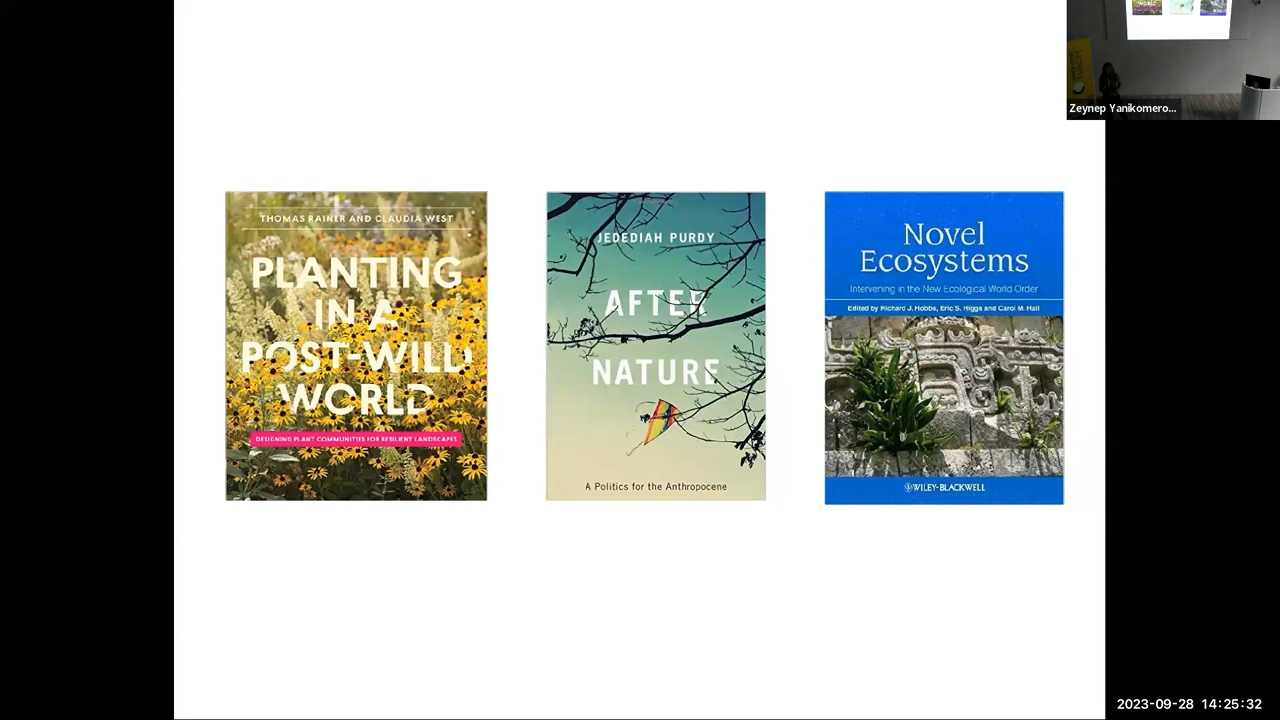 THOMAS RAINER AND CLAUDIA WEST
PLANTING
IN A
POST-WILD
WORLD
DESIGNING PLANT COMMUNITIES FOR RESILIENT LANDSCAPES
JEDEDIAH PURDY
AFTER
NATURE
A Politics for the Anthropocene
Novel
Ecosystems
Intervening in the New Ecological World Order
Edited by Richard J. Hobbs, Eric S. Higgs and Carol M. Hall
WILEY-BLACKWELL
Zeynep Yanikomero...
2023-09-28 14:25:32